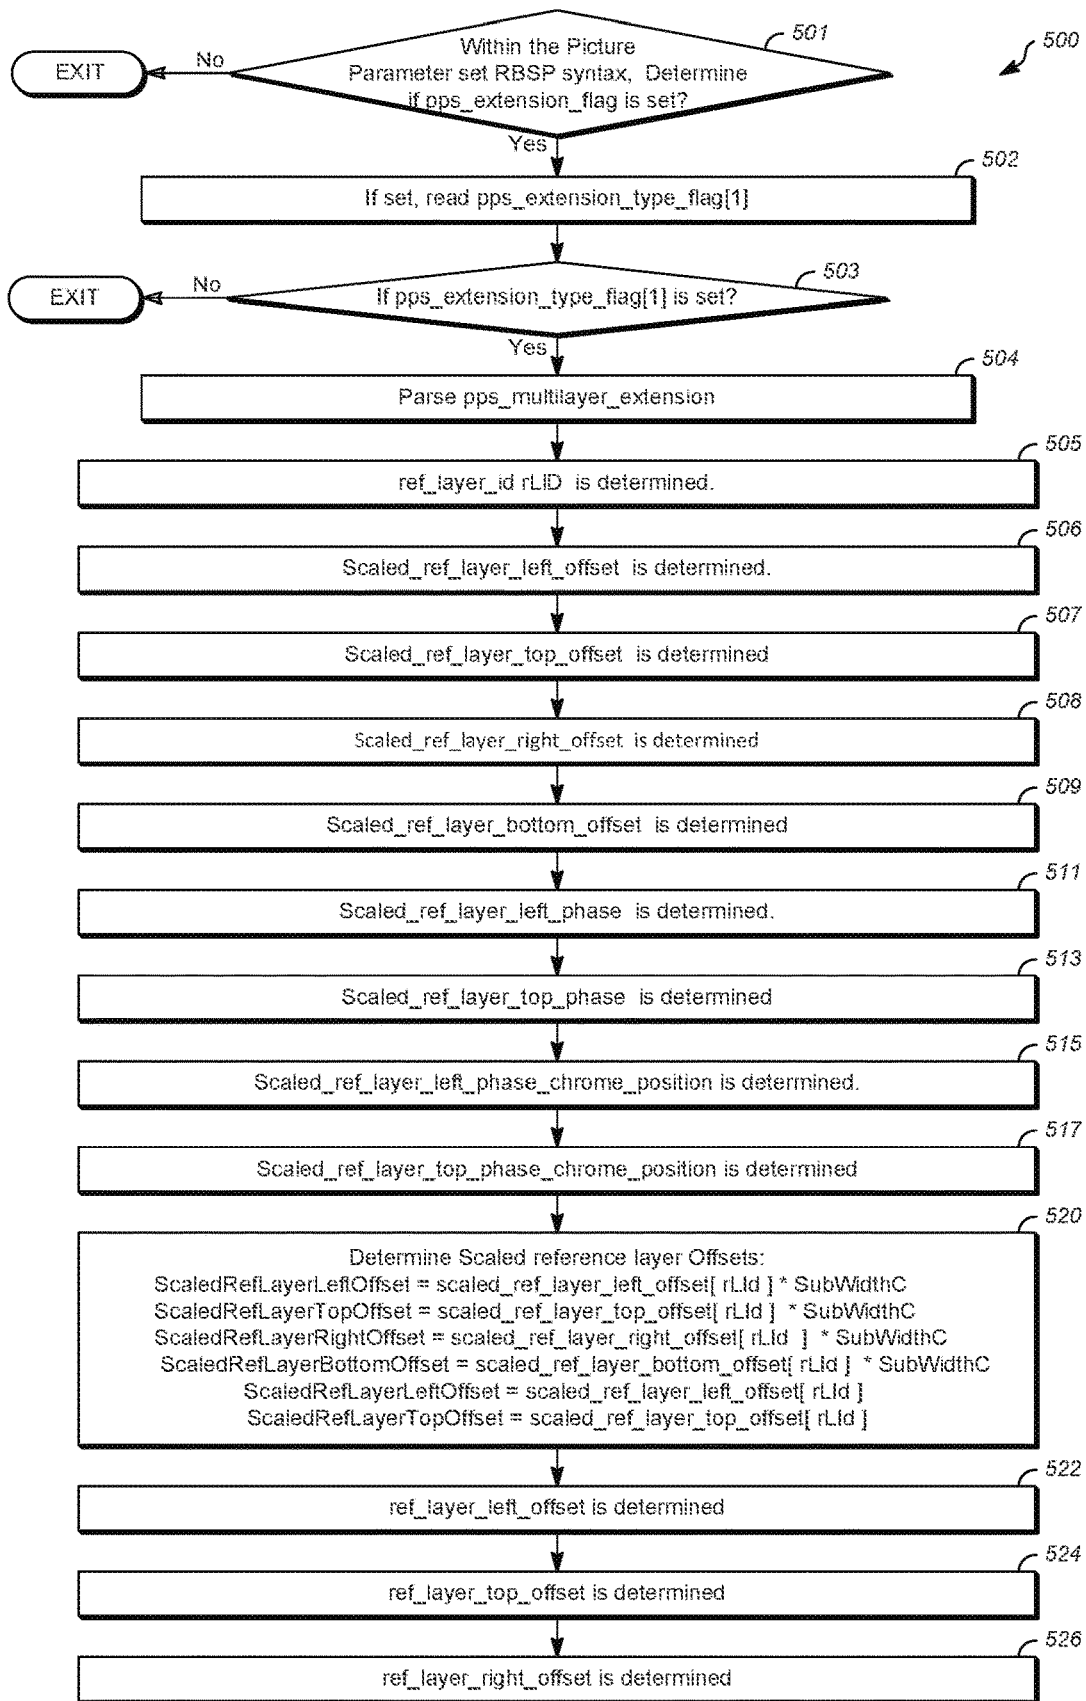 501
500
Within the Picture
Parameter set RBSP syntax, Determine
if pps_extension_flag is set?
No
EXIT
Yes
502
If set, read pps_extension_type_flag[1]
503
If pps_extension_type_flag[1] is set?
No
EXIT
Yes
504
Parse pps_multilayer_extension
505
ref_layer_id rLID is determined.
506
Scaled_ref_layer_left_offset is determined.
507
Scaled_ref_layer_top_offset is determined
508
Scaled_ref_layer_right_offset is determined
509
Scaled_ref_layer_bottom_offset is determined
511
Scaled_ref_layer_left_phase is determined.
513
Scaled_ref_layer_top_phase is determined
515
Scaled_ref_layer_left_phase_chrome_position is determined.
517
Scaled_ref_layer_top_phase_chrome_position is determined
520
Determine Scaled reference layer Offsets:
ScaledRefLayerLeftOffset = scaled_ref_layer_left_offset[ rLId ] * SubWidthC
ScaledRefLayerTopOffset = scaled_ref_layer_top_offset[ rLId ] * SubWidthC
ScaledRefLayerRightOffset = scaled_ref_layer_right_offset[ rLId ] * SubWidthC
ScaledRefLayerBottomOffset = scaled_ref_layer_bottom_offset[ rLId ] * SubWidthC
ScaledRefLayerLeftOffset = scaled_ref_layer_left_offset[ rLId ]
ScaledRefLayerTopOffset = scaled_ref_layer_top_offset[ rLId ]
522
ref_layer_left_offset is determined
524
ref_layer_top_offset is determined
526
ref_layer_right_offset is determined